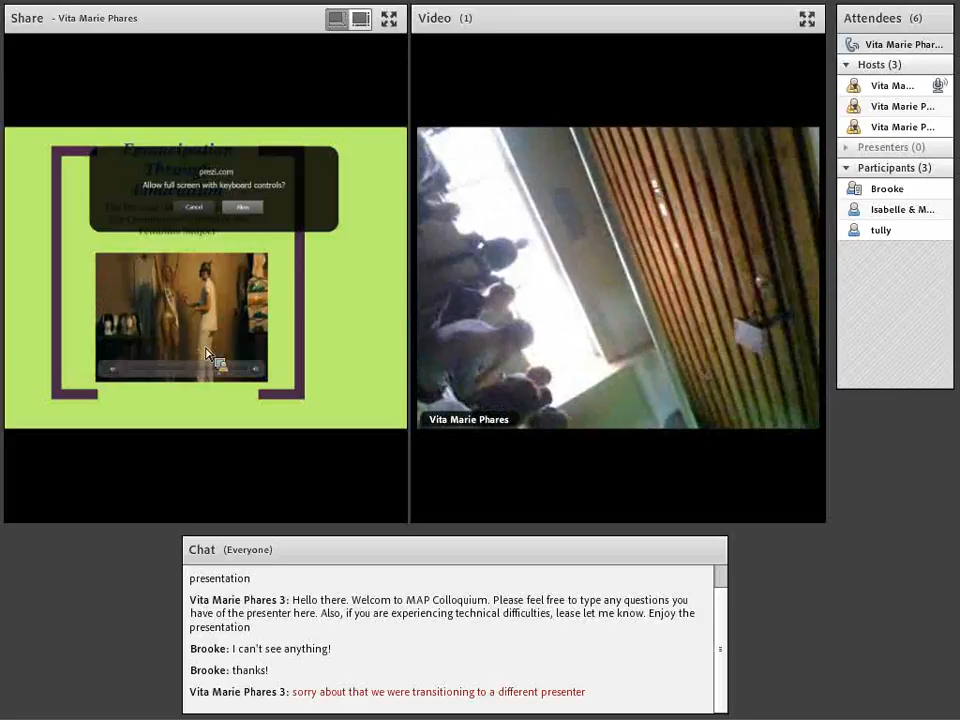 Share - Vita Marie Phares
Video (1)
Attendees (6)
Vita Marie Phar...
Hosts (3)
Vita Ma...
Vita Marie P...
Vita Marie P...
Presenters (0)
Participants (3)
Brooke
Isabelle & M...
tully
Emancipation
Through
prezi.com
Allow full screen with keyboard controls?
Cancel
Allow
Vita Marie Phares
Chat (Everyone)
presentation
Vita Marie Phares 3: Hello there. Welcom to MAP Colloquium. Please feel free to type any questions you
have of the presenter here. Also, if you are experiencing technical difficulties, lease let me know. Enjoy the
presentation
Brooke: I can't see anything!
Brooke: thanks!
Vita Marie Phares 3: sorry about that we were transitioning to a different presenter